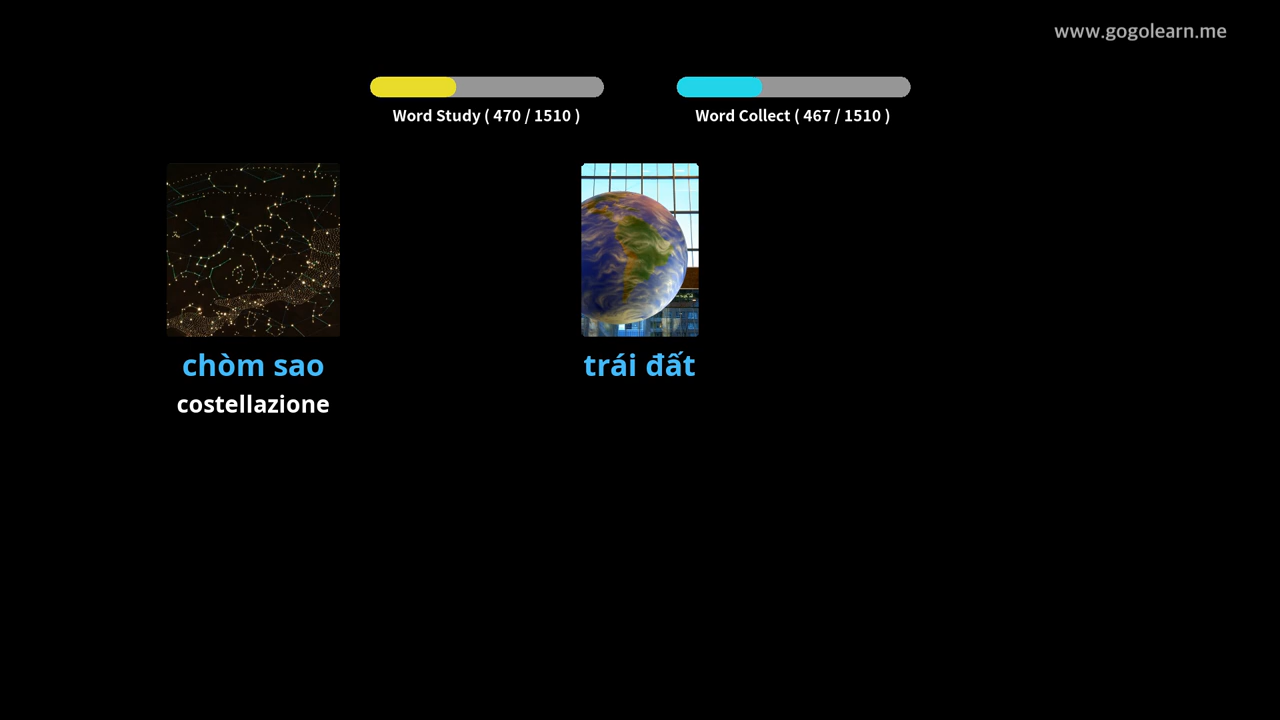 www.gogolearn.me
Word Study ( 470 / 1510 )
Word Collect ( 467 / 1510 )
chòm sao
costellazione
trái đất